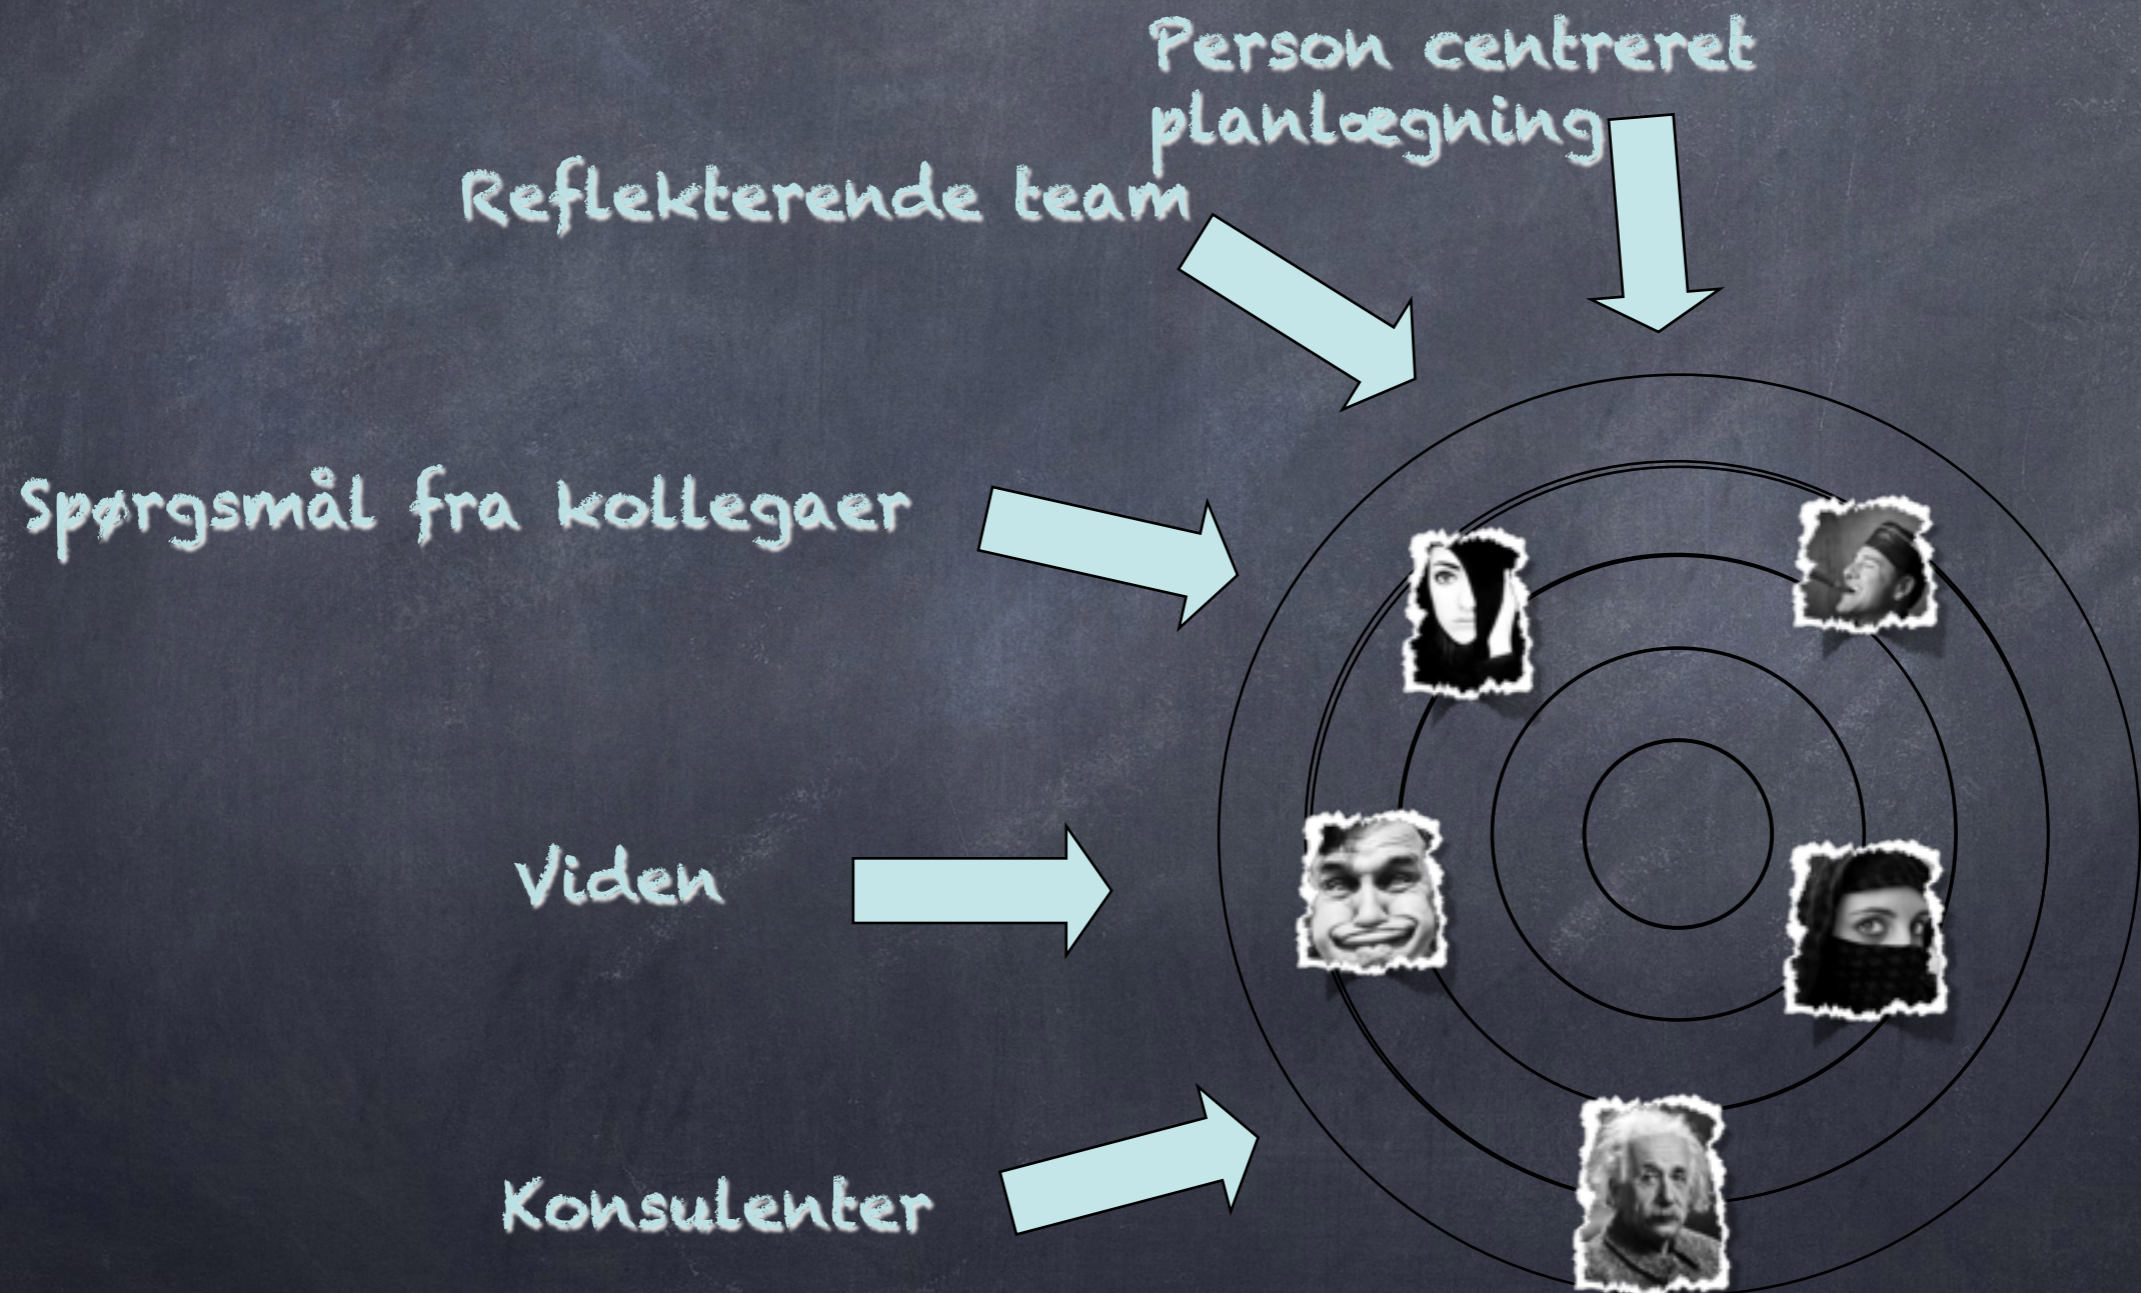 Person centreret
planlægning
Reflekterende team
Spørgsmål fra kollegaer
Viden
Konsulenter